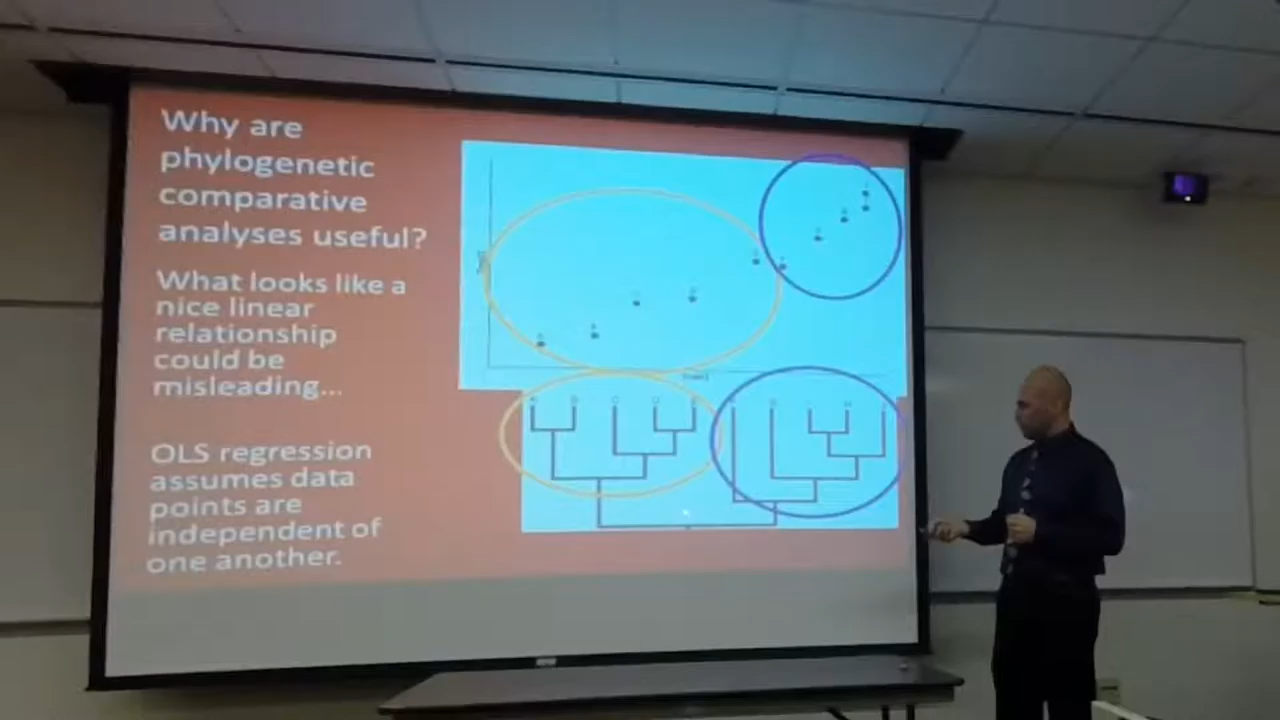 Why are
phylogenetic
comparative
analyses useful?
What looks like a
nice linear
relationship
could be
misleading...
OLS regression
assumes data
points are
independent of
one another.